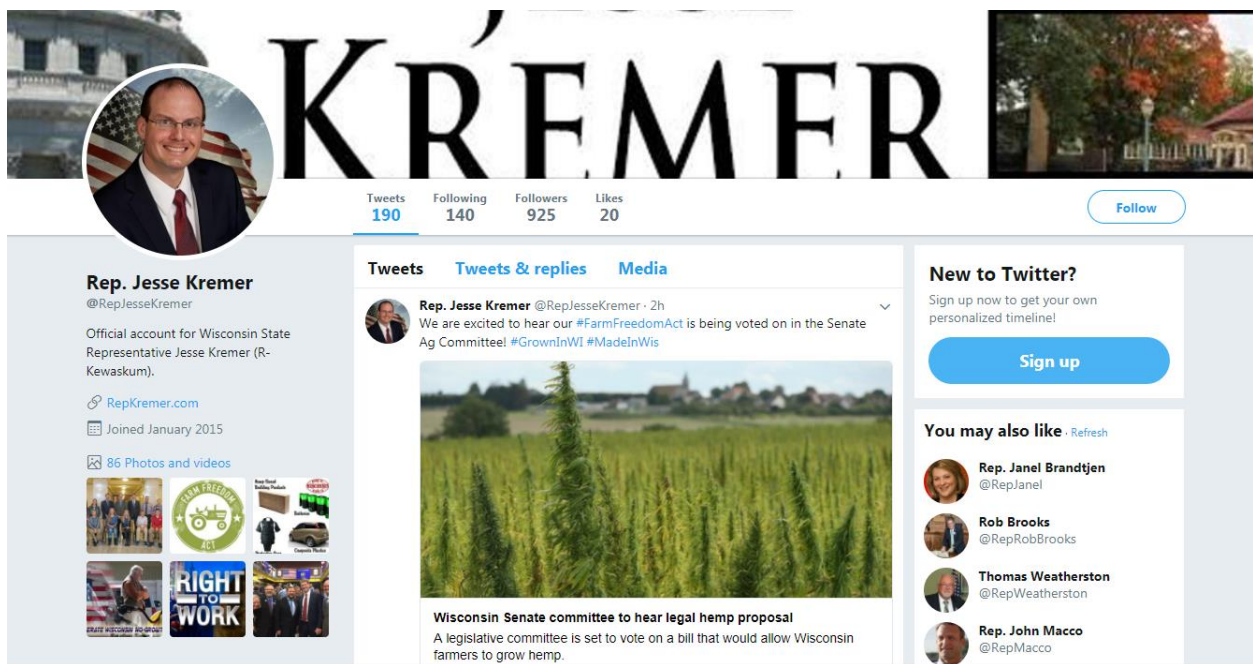 KREMER
Tweets
190
Following
140
Followers
925
Likes
20
Follow
Rep. Jesse Kremer
@RepJesseKremer
Official account for Wisconsin State
Representative Jesse Kremer (R-
Kewaskum).
RepKremer.com
Joined January 2015
86 Photos and videos
FARM FREEDOM
ACT
RIGHT
TO
WORK
Tweets Tweets & replies Media
Rep. Jesse Kremer @RepJesseKremer · 2h
We are excited to hear our #FarmFreedomAct is being voted on in the Senate
Ag Committee! #GrownInWI #MadeInWis
Wisconsin Senate committee to hear legal hemp proposal
A legislative committee is set to vote on a bill that would allow Wisconsin
farmers to grow hemp.
New to Twitter?
Sign up now to get your own
personalized timeline!
Sign up
You may also like · Refresh
Rep. Janel Brandtjen
@RepJanel
Rob Brooks
@RepRobBrooks
Thomas Weatherston
@RepWeatherston
Rep. John Macco
@RepMacco